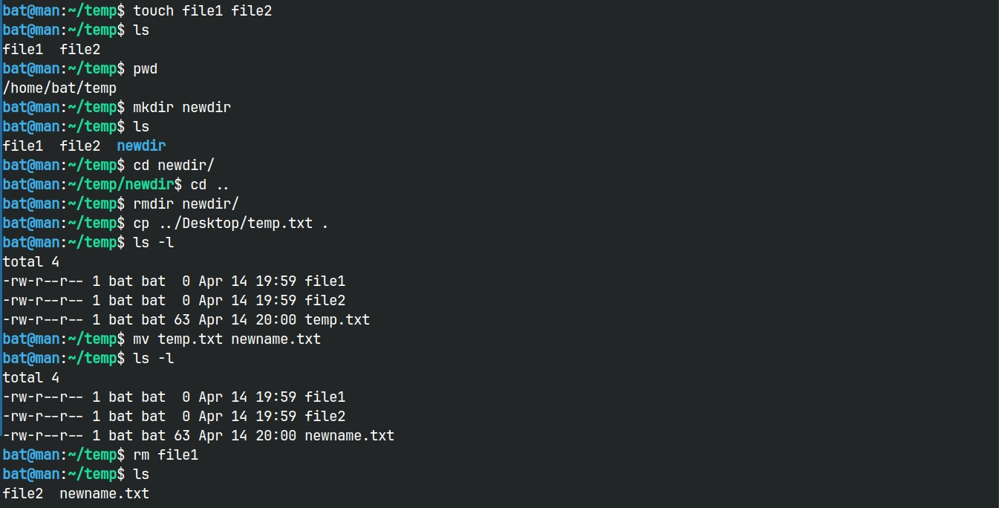 bat@man:~/temp$ touch file1 file2
bat@man:~/temp$ ls
file1  file2
bat@man:~/temp$ pwd
/home/bat/temp
bat@man:~/temp$ mkdir newdir
bat@man:~/temp$ ls
file1  file2  newdir
bat@man:~/temp$ cd newdir/
bat@man:~/temp/newdir$ cd ..
bat@man:~/temp$ rmdir newdir/
bat@man:~/temp$ cp ../Desktop/temp.txt .
bat@man:~/temp$ ls -l
total 4
-rw-r--r-- 1 bat bat  0 Apr 14 19:59 file1
-rw-r--r-- 1 bat bat  0 Apr 14 19:59 file2
-rw-r--r-- 1 bat bat 63 Apr 14 20:00 temp.txt
bat@man:~/temp$ mv temp.txt newname.txt
bat@man:~/temp$ ls -l
total 4
-rw-r--r-- 1 bat bat  0 Apr 14 19:59 file1
-rw-r--r-- 1 bat bat  0 Apr 14 19:59 file2
-rw-r--r-- 1 bat bat 63 Apr 14 20:00 newname.txt
bat@man:~/temp$ rm file1
bat@man:~/temp$ ls
file2  newname.txt